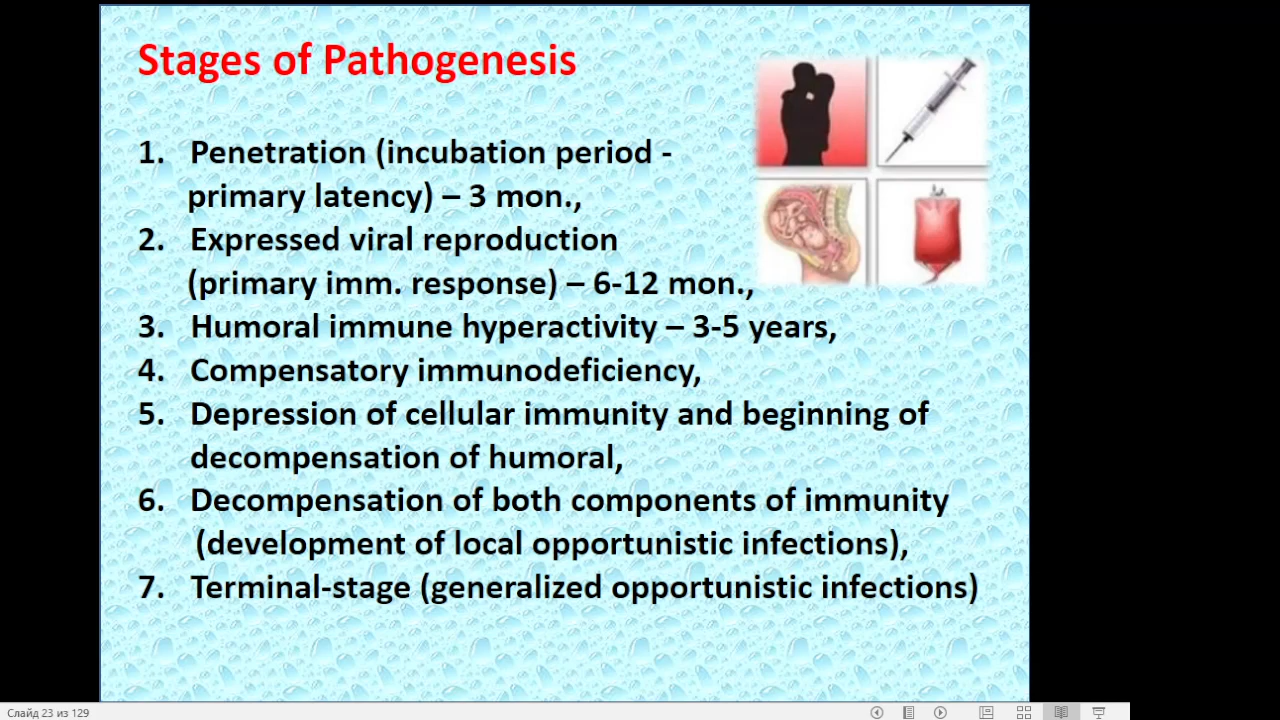 Stages of Pathogenesis
1. Penetration (incubation period -
primary latency) – 3 mon.,
2. Expressed viral reproduction
(primary imm. response) – 6-12 mon.,
3. Humoral immune hyperactivity – 3-5 years,
4. Compensatory immunodeficiency,
5. Depression of cellular immunity and beginning of
decompensation of humoral,
6. Decompensation of both components of immunity
(development of local opportunistic infections),
7. Terminal-stage (generalized opportunistic infections)
Слайд 23 из 129